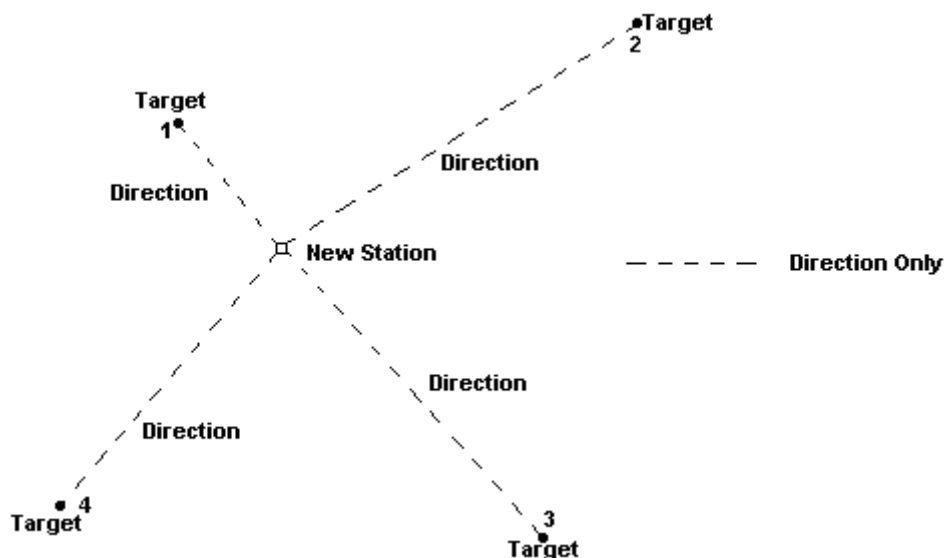 Target
2
Target
1
Direction
Direction
New Station
Direction Only
Direction
Direction
4
Target
3
Target